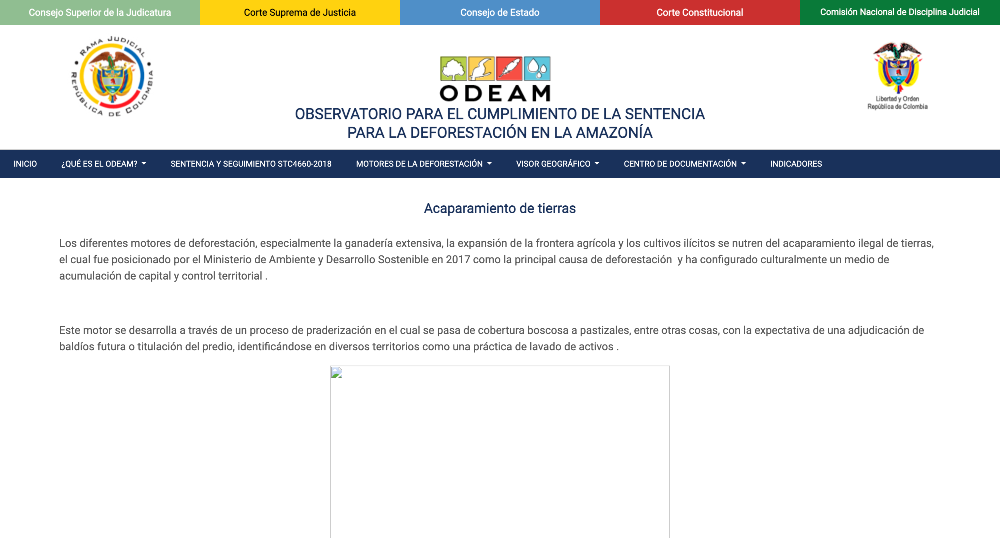 Consejo Superior de la Judicatura
Corte Suprema de Justicia
Consejo de Estado
Corte Constitucional
Comisión Nacional de Disciplina Judicial
RAMA JUDICIAL
REPÚBLICA DE COLOMBIA
ODEAM
OBSERVATORIO PARA EL CUMPLIMIENTO DE LA SENTENCIA
PARA LA DEFORESTACIÓN EN LA AMAZONÍA
Libertad y Orden
República de Colombia
INICIO
¿QUÉ ES EL ODEAM?
SENTENCIA Y SEGUIMIENTO STC4660-2018
MOTORES DE LA DEFORESTACIÓN
VISOR GEOGRÁFICO
CENTRO DE DOCUMENTACIÓN
INDICADORES
Acaparamiento de tierras
Los diferentes motores de deforestación, especialmente la ganadería extensiva, la expansión de la frontera agrícola y los cultivos ilícitos se nutren del acaparamiento ilegal de tierras,
el cual fue posicionado por el Ministerio de Ambiente y Desarrollo Sostenible en 2017 como la principal causa de deforestación  y ha configurado culturalmente un medio de
acumulación de capital y control territorial .
Este motor se desarrolla a través de un proceso de praderización en el cual se pasa de cobertura boscosa a pastizales, entre otras cosas, con la expectativa de una adjudicación de
baldíos futura o titulación del predio, identificándose en diversos territorios como una práctica de lavado de activos .